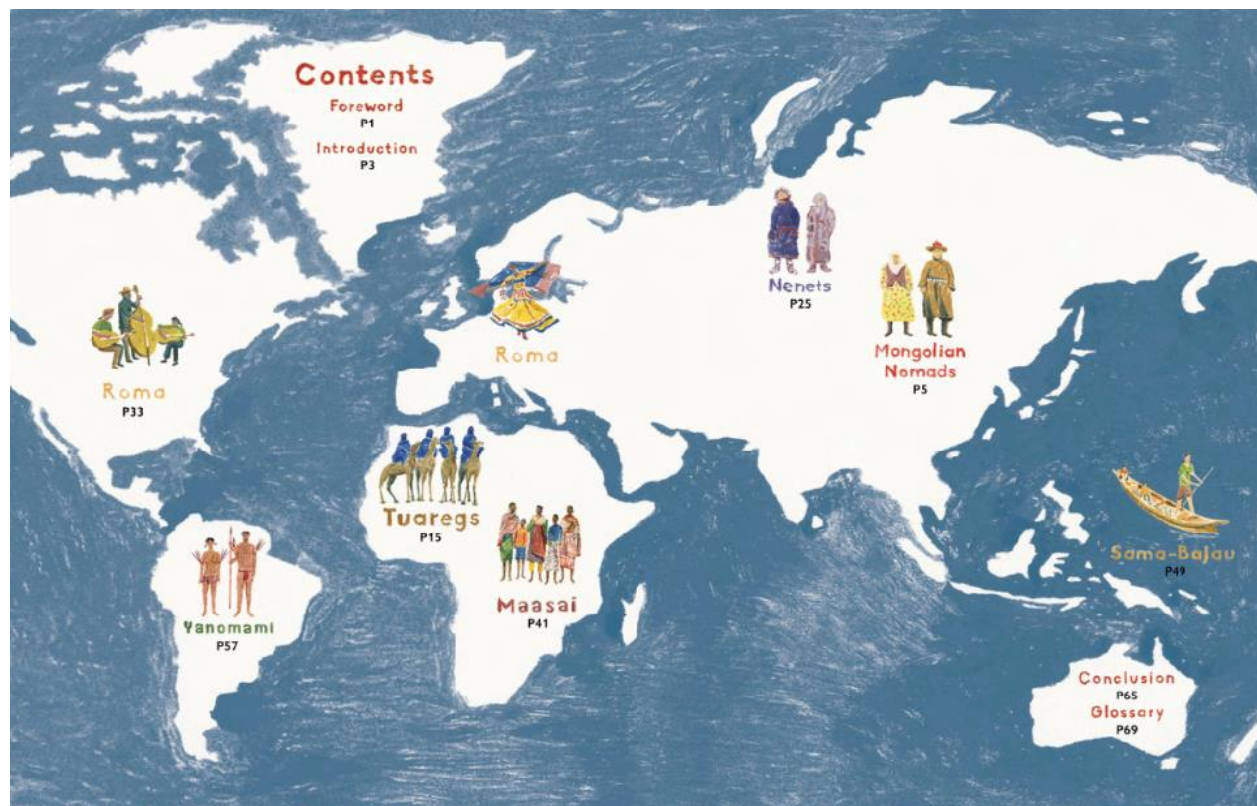 Contents
Foreword
P1
Introduction
P3
Roma
P33
Roma
Nenets
P25
Mongolian
Nomads
P5
Tuaregs
P15
Maasai
P41
Sama-Bajau
P49
Yanomami
P57
Conclusion
P65
Glossary
P69